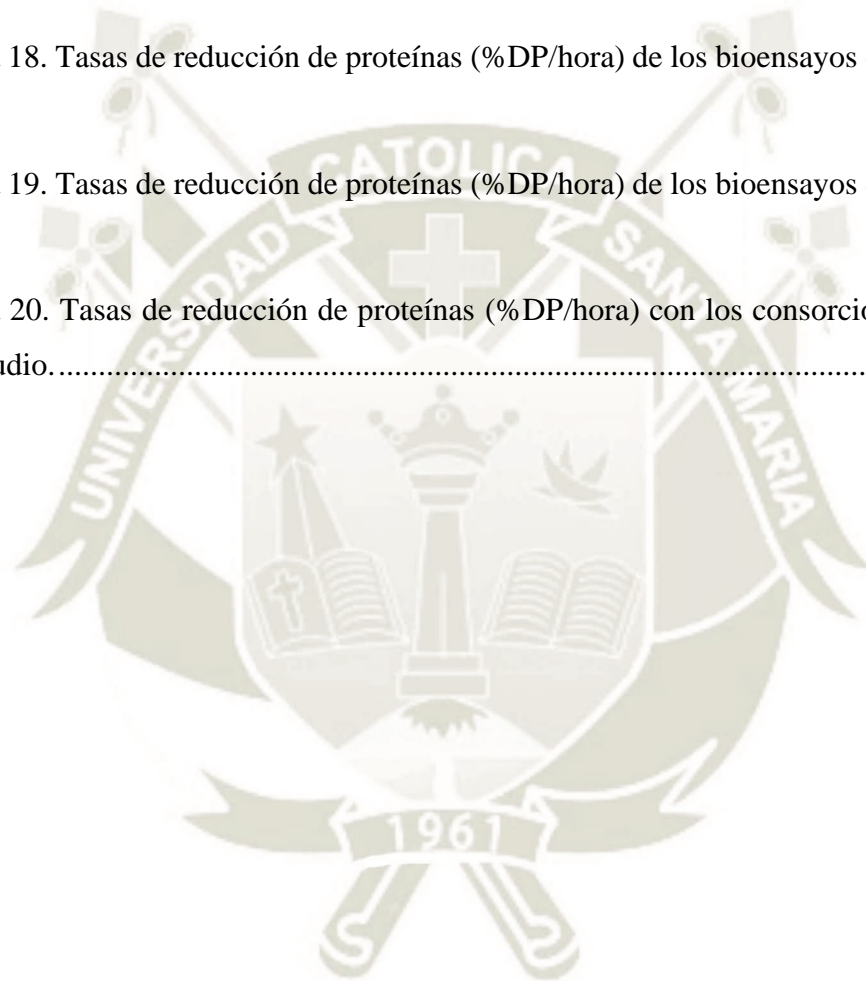 18. Tasas de reducción de proteínas (%DP/hora) de los bioensayos
19. Tasas de reducción de proteínas (%DP/hora) de los bioensayos
20. Tasas de reducción de proteínas (%DP/hora) con los
udio.......................................................................................................
UNIVERSIDAD CATOLICA SANTA MARIA
1961